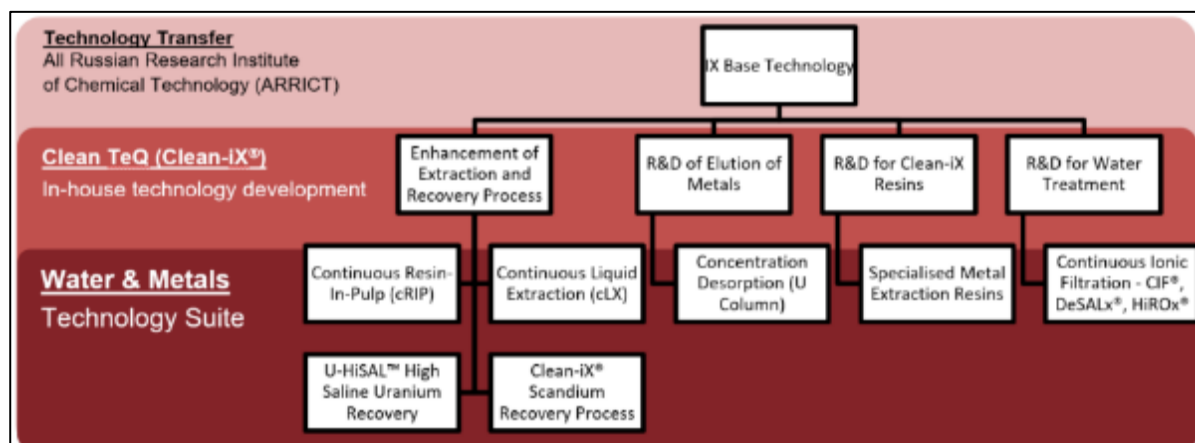 Technology Transfer
All Russian Research Institute
of Chemical Technology (ARRICT)
IX Base Technology
Clean TeQ (Clean-iX®)
In-house technology development
Enhancement of
Extraction and
Recovery Process
R&D of Elution of
Metals
R&D for Clean-iX
Resins
R&D for Water
Treatment
Water & Metals
Technology Suite
Continuous Resin-
In-Pulp (cRIP)
Continuous Liquid
Extraction (cLX)
Concentration
Desorption (U
Column)
Specialised Metal
Extraction Resins
Continuous Ionic
Filtration - CIF®,
DeSALx®, HiROx®
U-HiSAL™ High
Saline Uranium
Recovery
Clean-iX®
Scandium
Recovery Process